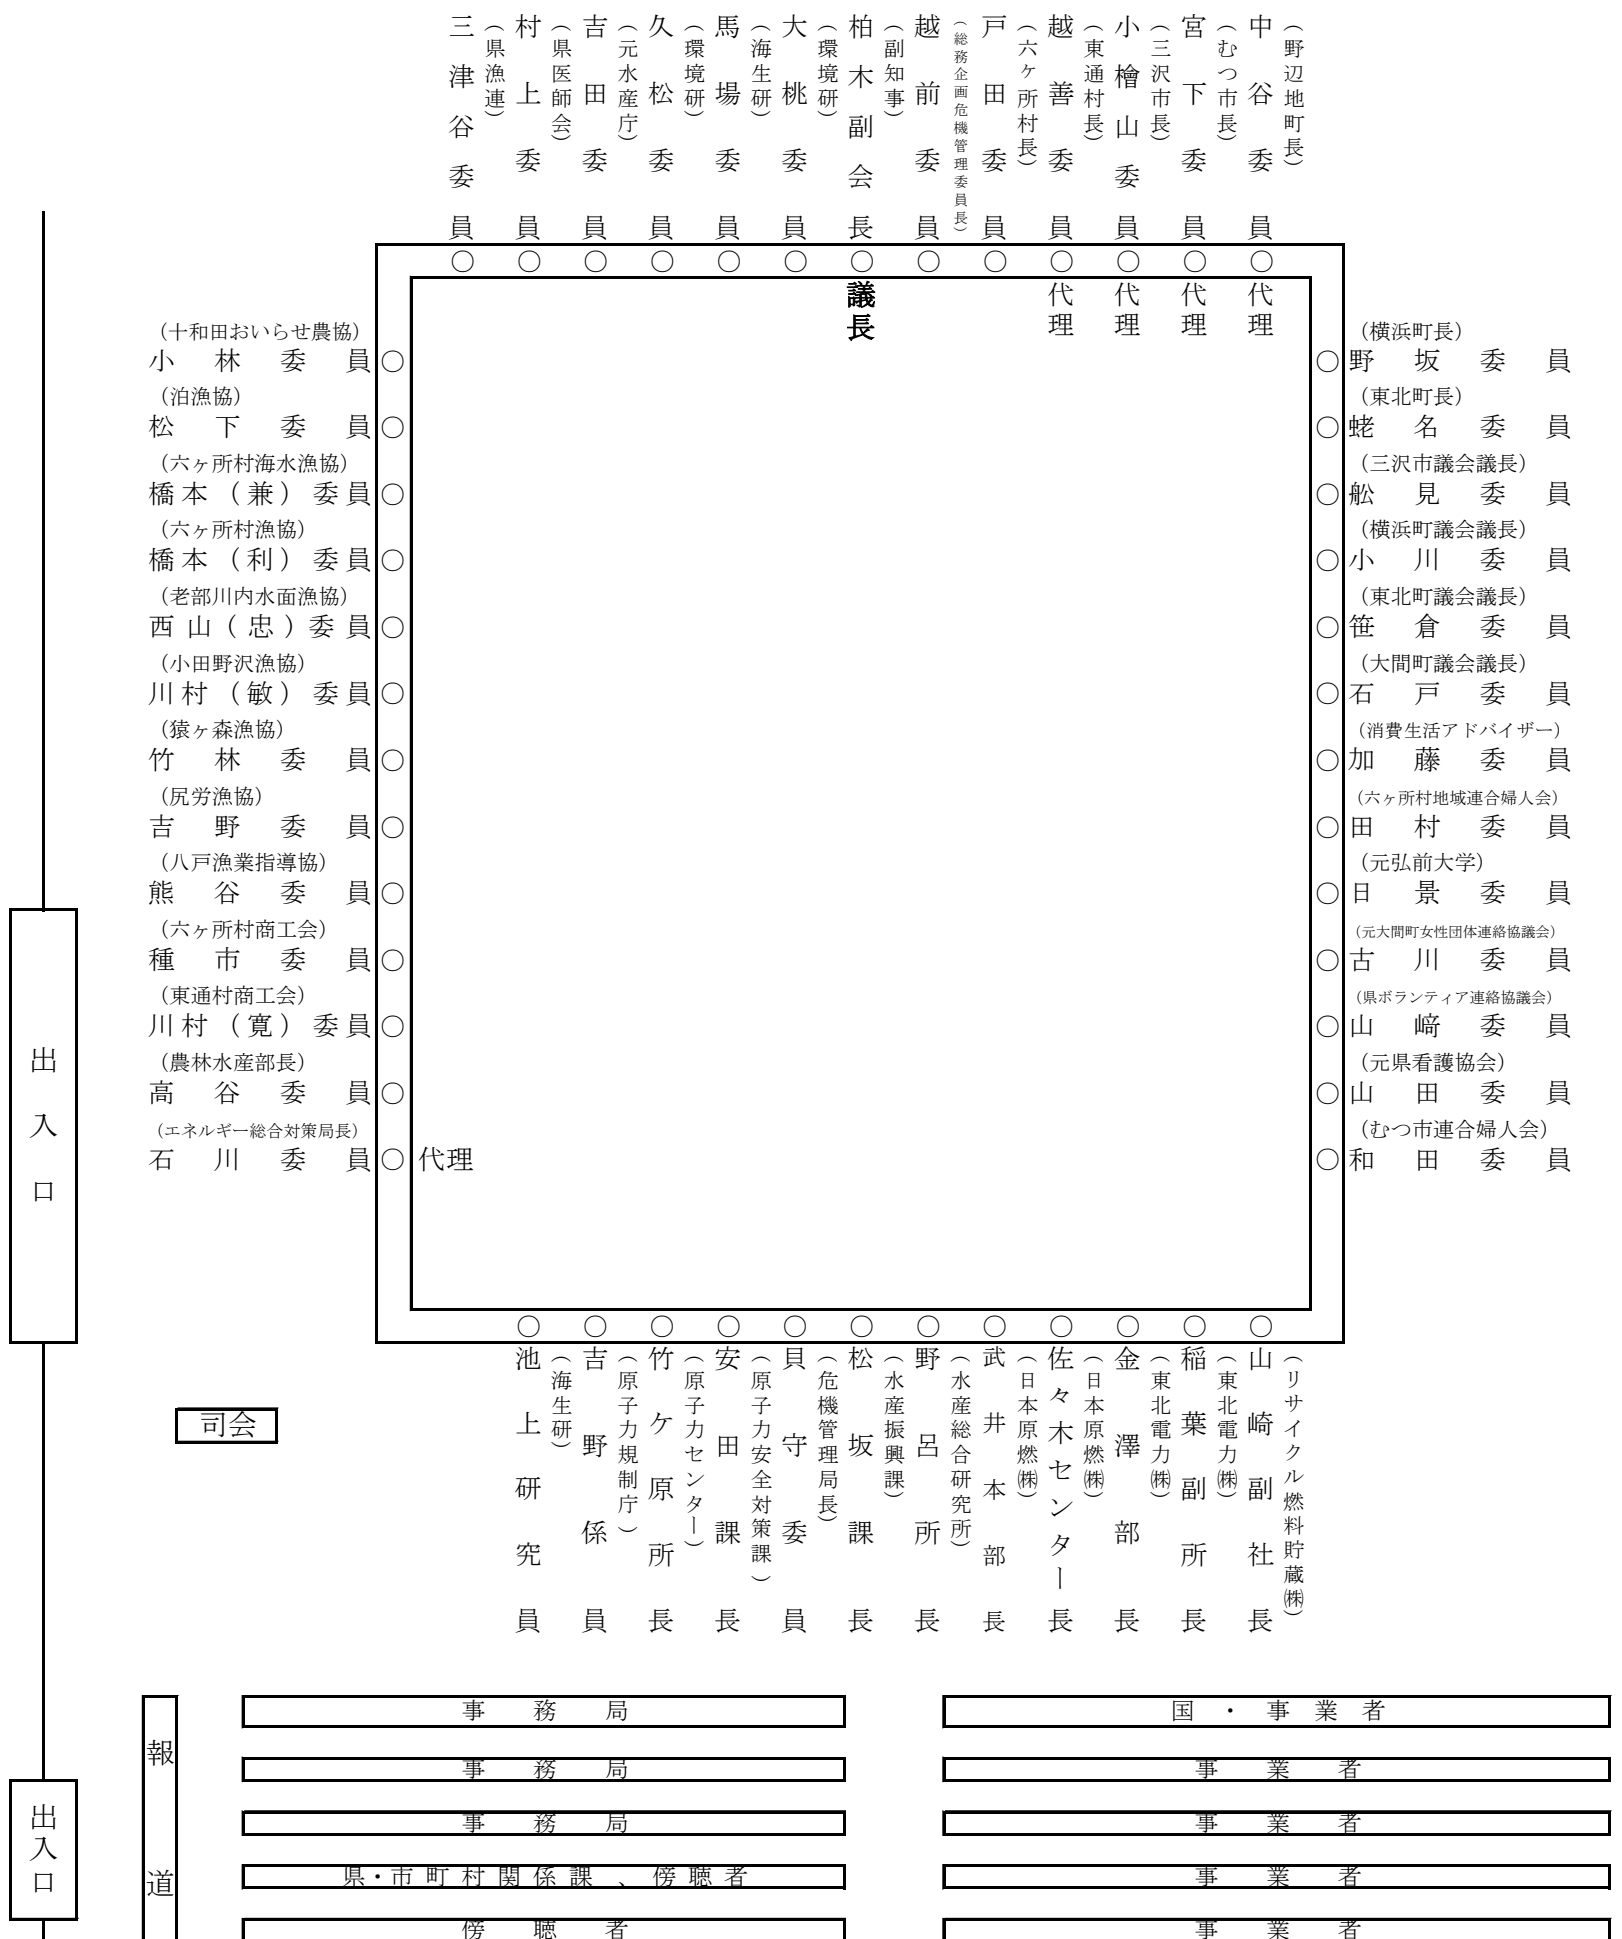 （野辺地町長）
中谷委員○代理
（むつ市長）
宮下委員○代理
（三沢市長）
小檜山委員○代理
（東通村長）
越善委員○代理
（六ケ所村長）
戸田委員○
（総務企画危機管理委員長）
越前委員○
（副知事）
柏木副会長○議長
（環境研）
大桃委員○
（海生研）
馬場委員○
（環境研）
久松委員○
（元水産庁）
吉田委員○
（県医師会）
村上委員○
（県漁連）
三津谷委員○
（十和田おいらせ農協）
小林委員○
（泊漁協）
松下委員○
（六ヶ所村海水漁協）
橋本（兼）委員○
（六ヶ所村漁協）
橋本（利）委員○
（老部川内水面漁協）
西山（忠）委員○
（小田野沢漁協）
川村（敏）委員○
（猿ヶ森漁協）
竹林委員○
（尻労漁協）
吉野委員○
（八戸漁業指導協）
熊谷委員○
（六ヶ所村商工会）
種市委員○
（東通村商工会）
川村（寛）委員○
（農林水産部長）
高谷委員○
（エネルギー総合対策局長）
石川委員○代理
（横浜町長）
○野坂委員
（東北町長）
○蛯名委員
（三沢市議会議長）
○舩見委員
（横浜町議会議長）
○小川委員
（東北町議会議長）
○笹倉委員
（大間町議会議長）
○石戸委員
（消費生活アドバイザー）
○加藤委員
（六ヶ所村地域連合婦人会）
○田村委員
（元弘前大学）
○日景委員
（元大間町女性団体連絡協議会）
○古川委員
（県ボランティア連絡協議会）
○山﨑委員
（元県看護協会）
○山田委員
（むつ市連合婦人会）
○和田委員
（リサイクル燃料貯蔵㈱）
○山崎副社長
（東北電力㈱）
○稲葉副所長
（東北電力㈱）
○金澤部長
（日本原燃㈱）
○佐々木センター長
（日本原燃㈱）
○武井本部長
（水産総合研究所）
○野呂所長
（水産振興課）
○松坂課長
（危機管理局長）
○貝守委員
（原子力安全対策課）
○安田課長
（原子力センター）
○竹ケ原所長
（原子力規制庁）
○吉野係員
（海生研）
○池上研究員
出入口
司会
出入口
報道
事務局
国・事業者
事務局
事業者
事務局
事業者
県・市町村関係課、傍聴者
事業者
傍聴者
事業者